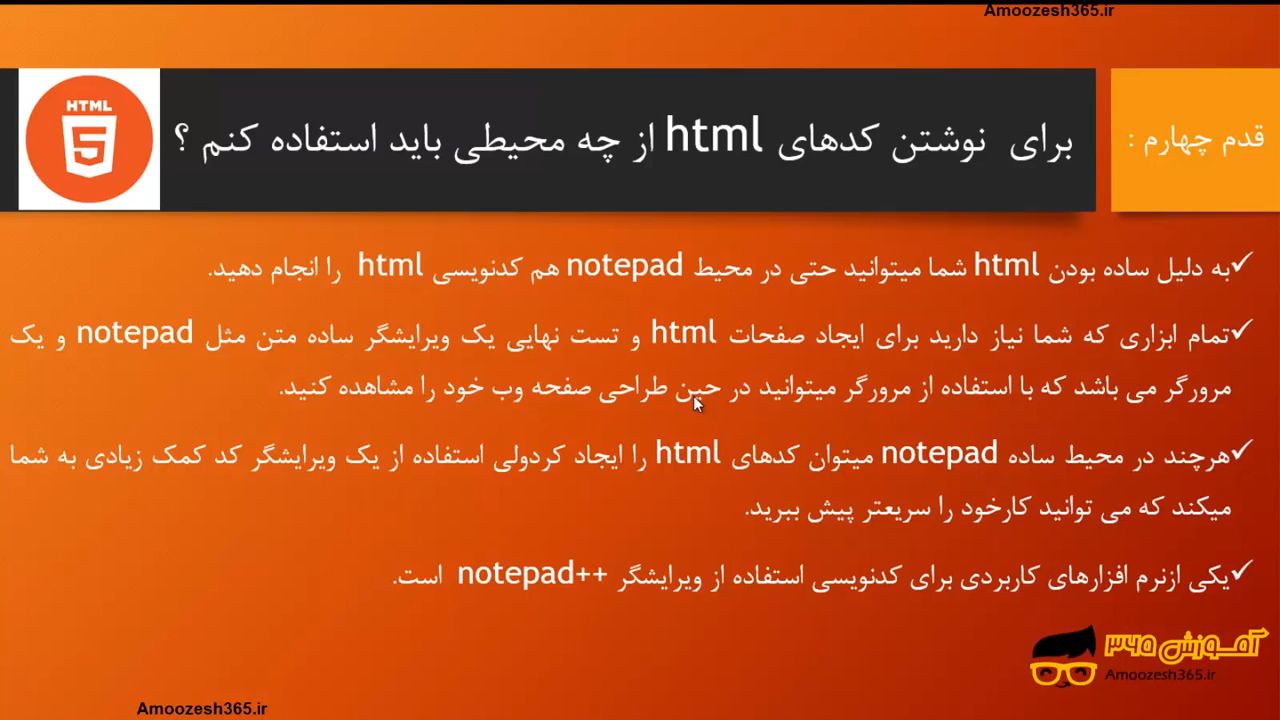 Amoozesh365.ir
قدم چهارم :
برای نوشتن کدهای html از چه محیطی باید استفاده کنم ؟
HTML
5
✓به دلیل ساده بودن html شما میتوانید حتی در محیط notepad هم کدنویسی html را انجام دهید.
✓تمام ابزاری که شما نیاز دارید برای ایجاد صفحات html و تست نهایی یک ویرایشگر ساده متن مثل notepad و یک
مرورگر می باشد که با استفاده از مرورگر میتوانید در حین طراحی صفحه وب خود را مشاهده کنید.
✓هرچند در محیط ساده notepad میتوان کدهای html را ایجاد کردولی استفاده از یک ویرایشگر کد کمک زیادی به شما
میکند که می توانید کارخود را سریعتر پیش ببرید.
✓یکی ازنرم افزارهای کاربردی برای کدنویسی استفاده از ویرایشگر notepad++ است.
آموزش ۳۶۵
Amoozesh365.ir
Amoozesh365.ir